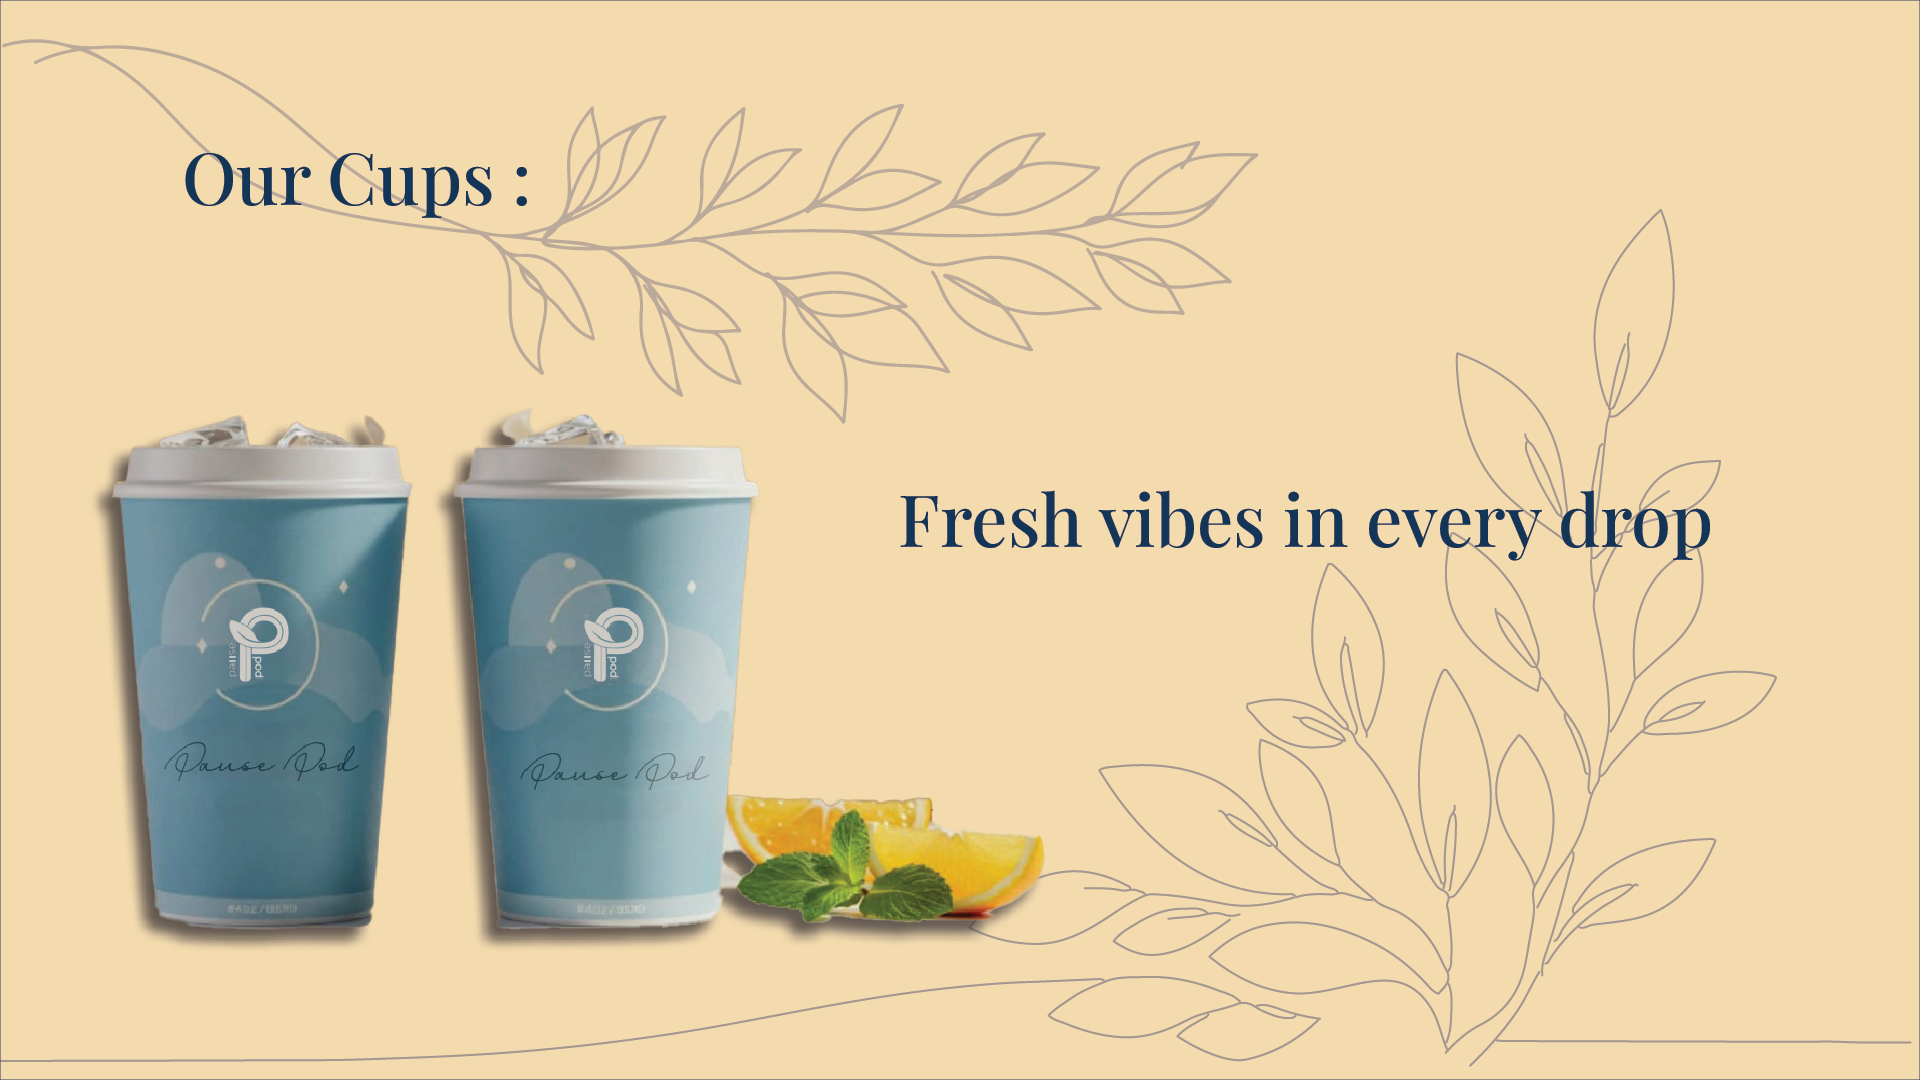 Our Cups :
Fresh vibes in every drop
pause
pod
Pause Pod
pause
pod
Pause Pod